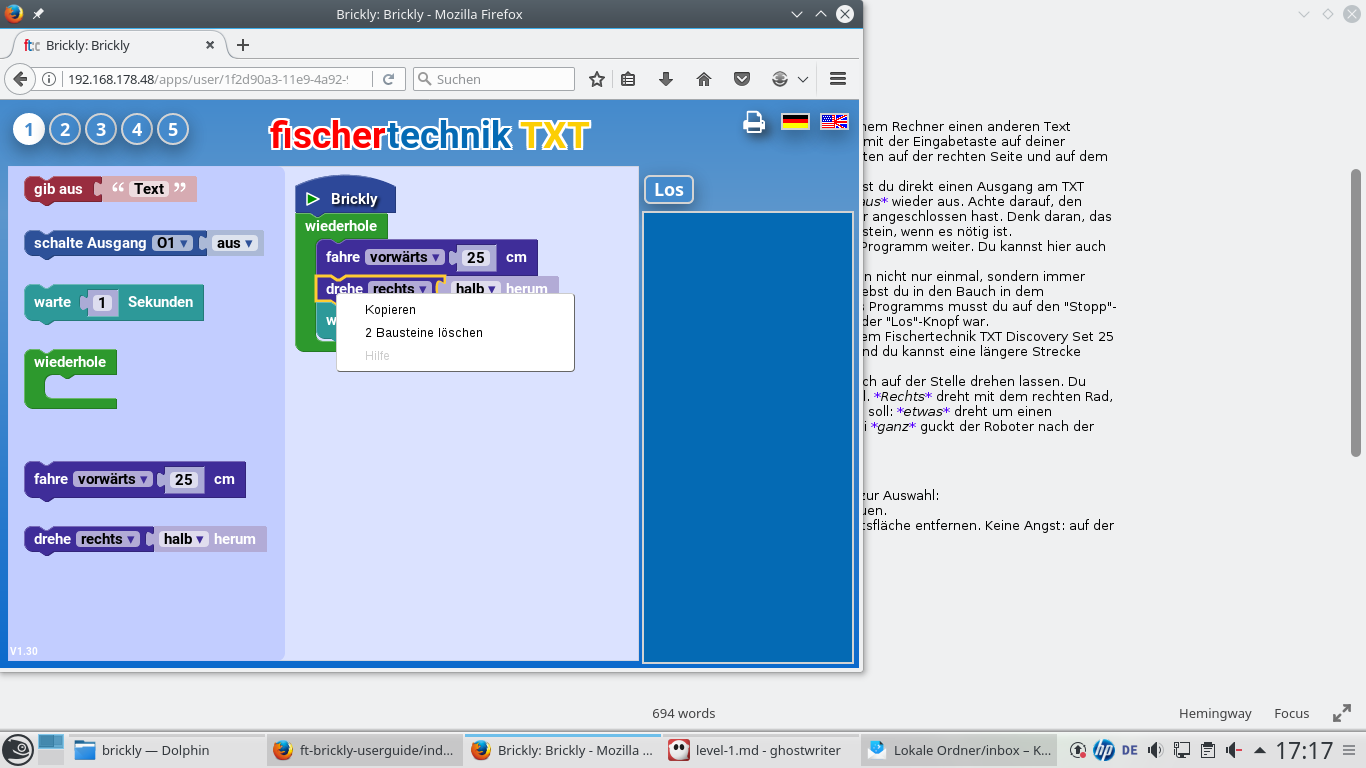 Brickly: Brickly - Mozilla Firefox
Brickly: Brickly
192.168.178.48/apps/user/1f2d90a3-11e9-4a92-
Suchen
1 2 3 4 5
fischertechnik TXT
gib aus “ Text ”
schalte Ausgang O1 ▾ aus ▾
warte 1 Sekunden
wiederhole
fahre vorwärts ▾ 25 cm
drehe rechts ▾ halb ▾ herum
V1.30
Brickly
wiederhole
fahre vorwärts ▾ 25 cm
drehe rechts ▾ halb ▾ herum
w
Kopieren
2 Bausteine löschen
Hilfe
Los
nem Rechner einen anderen Text
mit der Eingabetaste auf deiner
ten auf der rechten Seite und auf dem
st du direkt einen Ausgang am TXT
aus* wieder aus. Achte darauf, den
r angeschlossen hast. Denk daran, das
stein, wenn es nötig ist.
Programm weiter. Du kannst hier auch
n nicht nur einmal, sondern immer
ebst du in den Bauch in dem
s Programms musst du auf den "Stopp"-
der "Los"-Knopf war.
em Fischertechnik TXT Discovery Set 25
nd du kannst eine längere Strecke
ch auf der Stelle drehen lassen. Du
l. *Rechts* dreht mit dem rechten Rad,
soll: *etwas* dreht um einen
i *ganz* guckt der Roboter nach der
zur Auswahl:
uen.
tsfläche entfernen. Keine Angst: auf der
694 words
Hemingway
Focus
brickly — Dolphin
ft-brickly-userguide/ind...
Brickly: Brickly - Mozilla ...
level-1.md - ghostwriter
Lokale Ordner/inbox – K...
DE
17:17